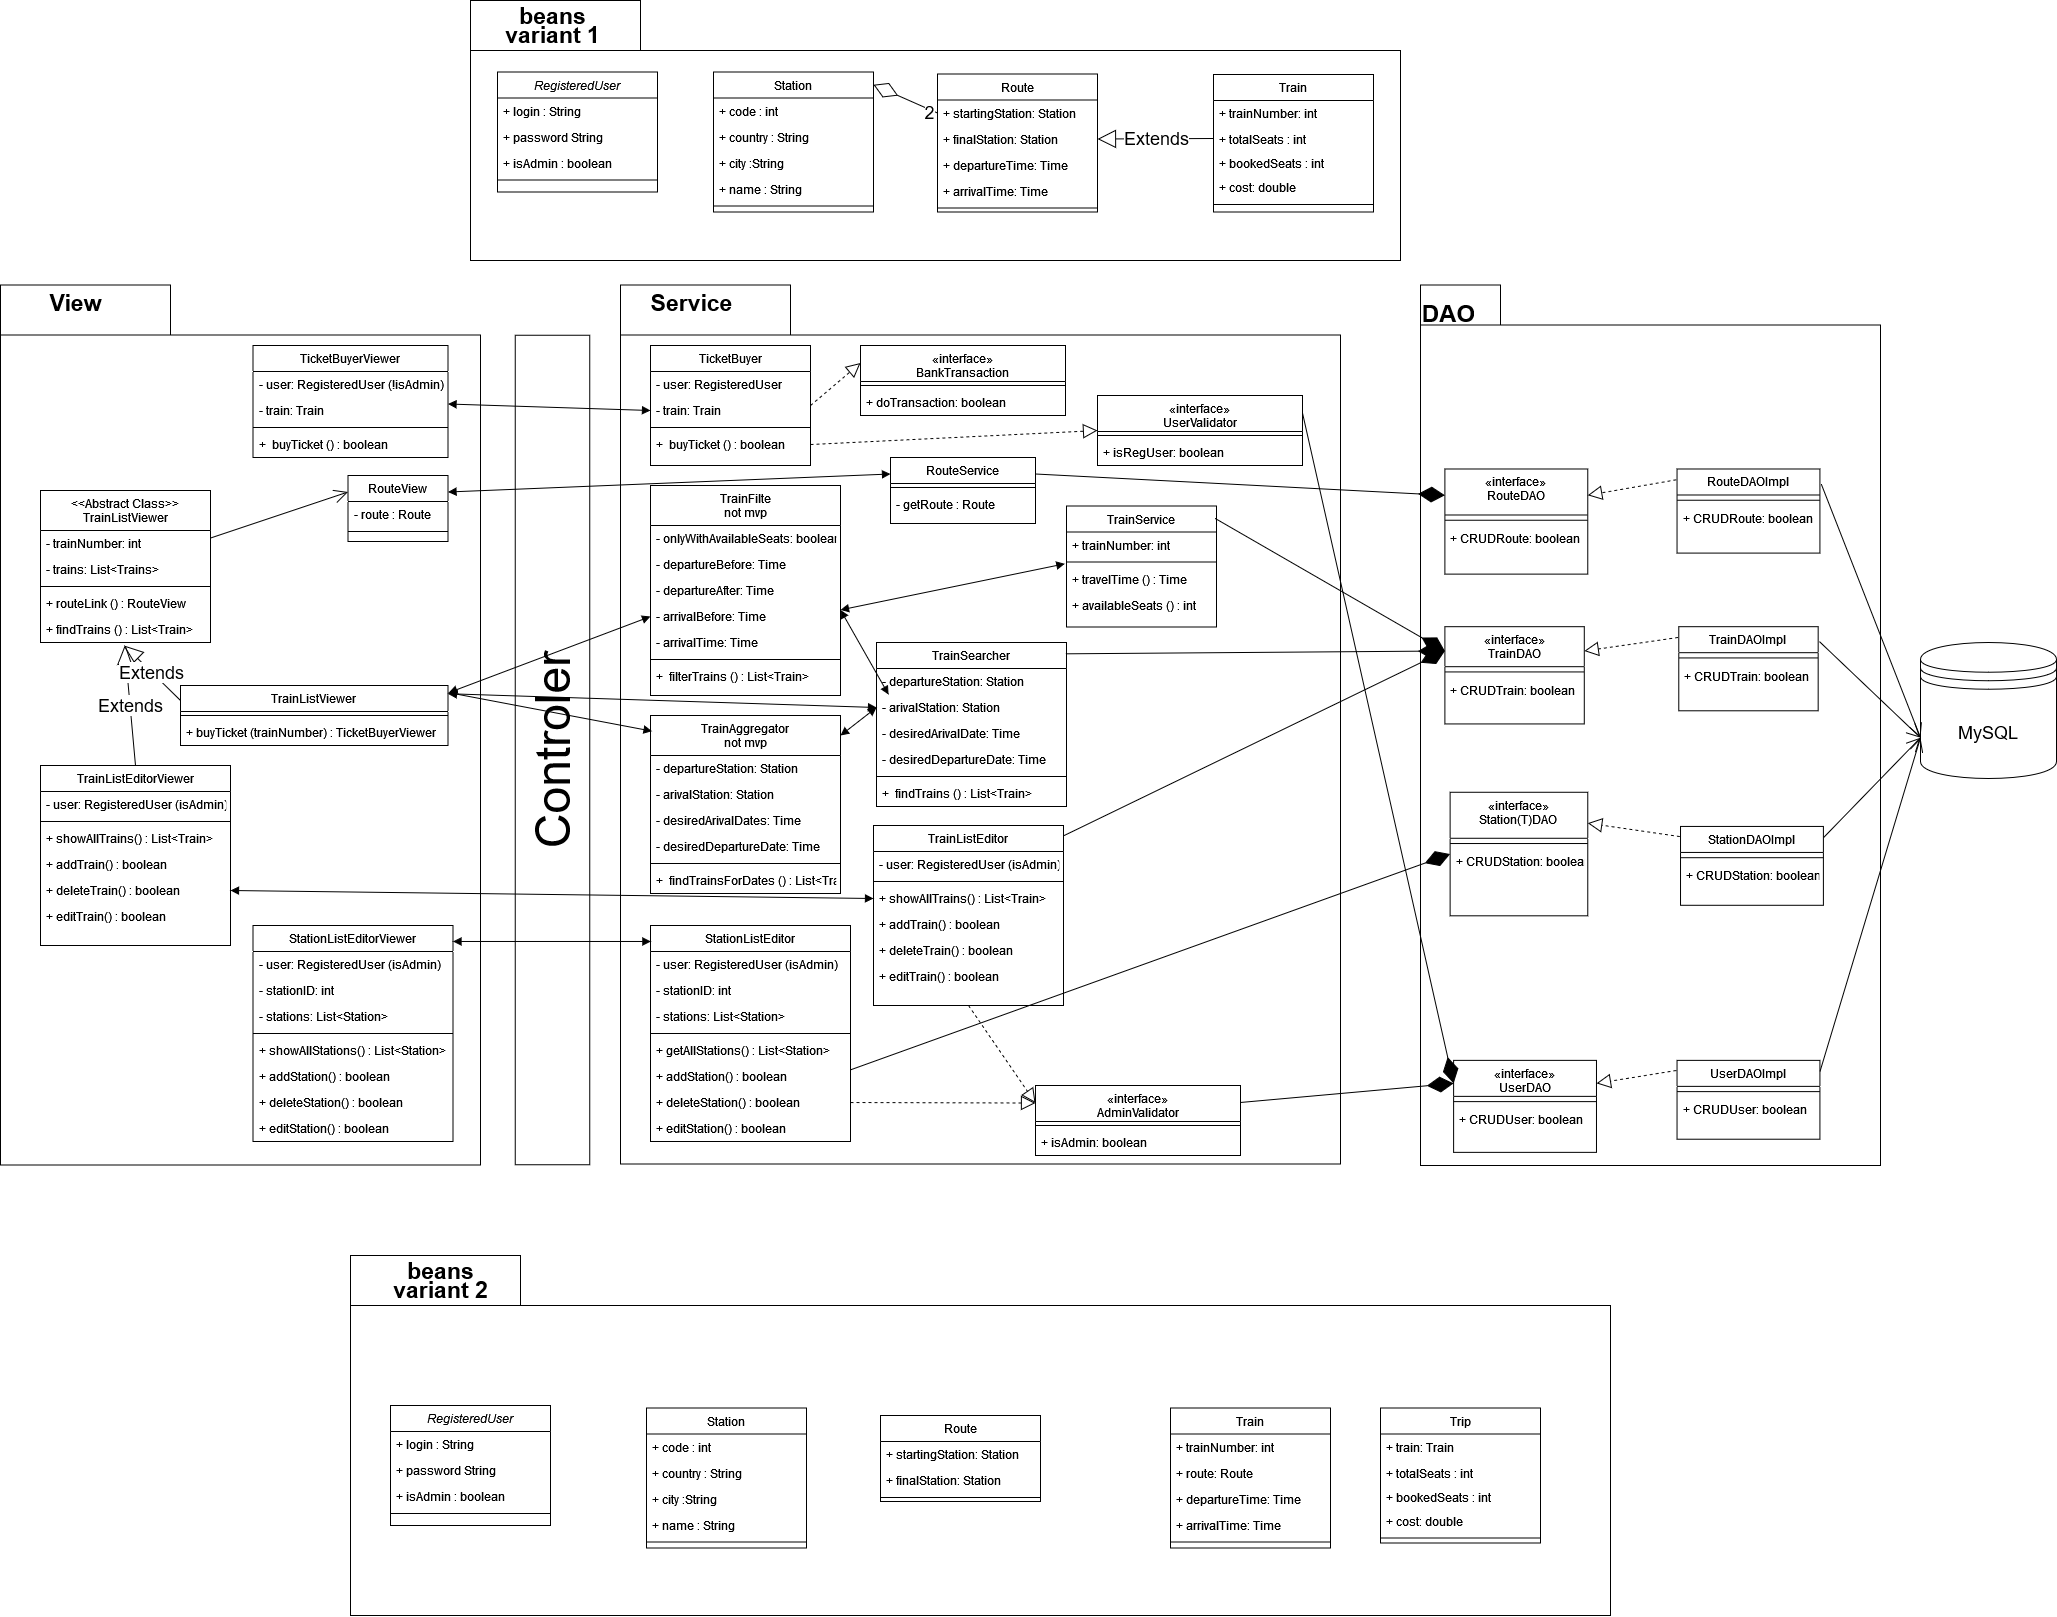 beans
variant 1
RegisteredUser
+ login : String
+ password String
+ isAdmin : boolean
Station
+ code : int
+ country : String
+ city :String
+ name : String
2
Route
+ startingStation: Station
+ finalStation: Station
+ departureTime: Time
+ arrivalTime: Time
Extends
Train
+ trainNumber: int
+ totalSeats : int
+ bookedSeats : int
+ cost: double
View
TicketBuyerViewer
- user: RegisteredUser (!isAdmin)
- train: Train
+ buyTicket () : boolean
RouteView
- route : Route
<<Abstract Class>>
TrainListViewer
- trainNumber: int
- trains: List<Trains>
+ routeLink () : RouteView
+ findTrains () : List<Train>
Extends
Extends
TrainListViewer
+ buyTicket (trainNumber) : TicketBuyerViewer
TrainListEditorViewer
- user: RegisteredUser (isAdmin)
+ showAllTrains() : List<Train>
+ addTrain() : boolean
+ deleteTrain() : boolean
+ editTrain() : boolean
StationListEditorViewer
- user: RegisteredUser (isAdmin)
- stationID: int
- stations: List<Station>
+ showAllStations() : List<Station>
+ addStation() : boolean
+ deleteStation() : boolean
+ editStation() : boolean
Controler
Service
TicketBuyer
- user: RegisteredUser
- train: Train
+ buyTicket () : boolean
«interface»
BankTransaction
+ doTransaction: boolean
«interface»
UserValidator
+ isRegUser: boolean
RouteService
- getRoute : Route
TrainFilte
not mvp
- onlyWithAvailableSeats: boolean
- departureBefore: Time
- departureAfter: Time
- arrivalBefore: Time
- arrivalTime: Time
+ filterTrains () : List<Train>
TrainService
+ trainNumber: int
+ travelTime () : Time
+ availableSeats () : int
TrainSearcher
- departureStation: Station
- arivalStation: Station
- desiredArivalDate: Time
- desiredDepartureDate: Time
+ findTrains () : List<Train>
TrainAggregator
not mvp
- departureStation: Station
- arivalStation: Station
- desiredArivalDates: Time
- desiredDepartureDate: Time
+ findTrainsForDates () : List<Tra
TrainListEditor
- user: RegisteredUser (isAdmin)
+ showAllTrains() : List<Train>
+ addTrain() : boolean
+ deleteTrain() : boolean
+ editTrain() : boolean
StationListEditor
- user: RegisteredUser (isAdmin)
- stationID: int
- stations: List<Station>
+ getAllStations() : List<Station>
+ addStation() : boolean
+ deleteStation() : boolean
+ editStation() : boolean
«interface»
AdminValidator
+ isAdmin: boolean
DAO
«interface»
RouteDAO
+ CRUDRoute: boolean
RouteDAOImpl
+ CRUDRoute: boolean
«interface»
TrainDAO
+ CRUDTrain: boolean
TrainDAOImpl
+ CRUDTrain: boolean
«interface»
Station(T)DAO
+ CRUDStation: boolea
StationDAOImpl
+ CRUDStation: boolean
«interface»
UserDAO
+ CRUDUser: boolean
UserDAOImpl
+ CRUDUser: boolean
MySQL
beans
variant 2
RegisteredUser
+ login : String
+ password String
+ isAdmin : boolean
Station
+ code : int
+ country : String
+ city :String
+ name : String
Route
+ startingStation: Station
+ finalStation: Station
Train
+ trainNumber: int
+ route: Route
+ departureTime: Time
+ arrivalTime: Time
Trip
+ train: Train
+ totalSeats : int
+ bookedSeats : int
+ cost: double